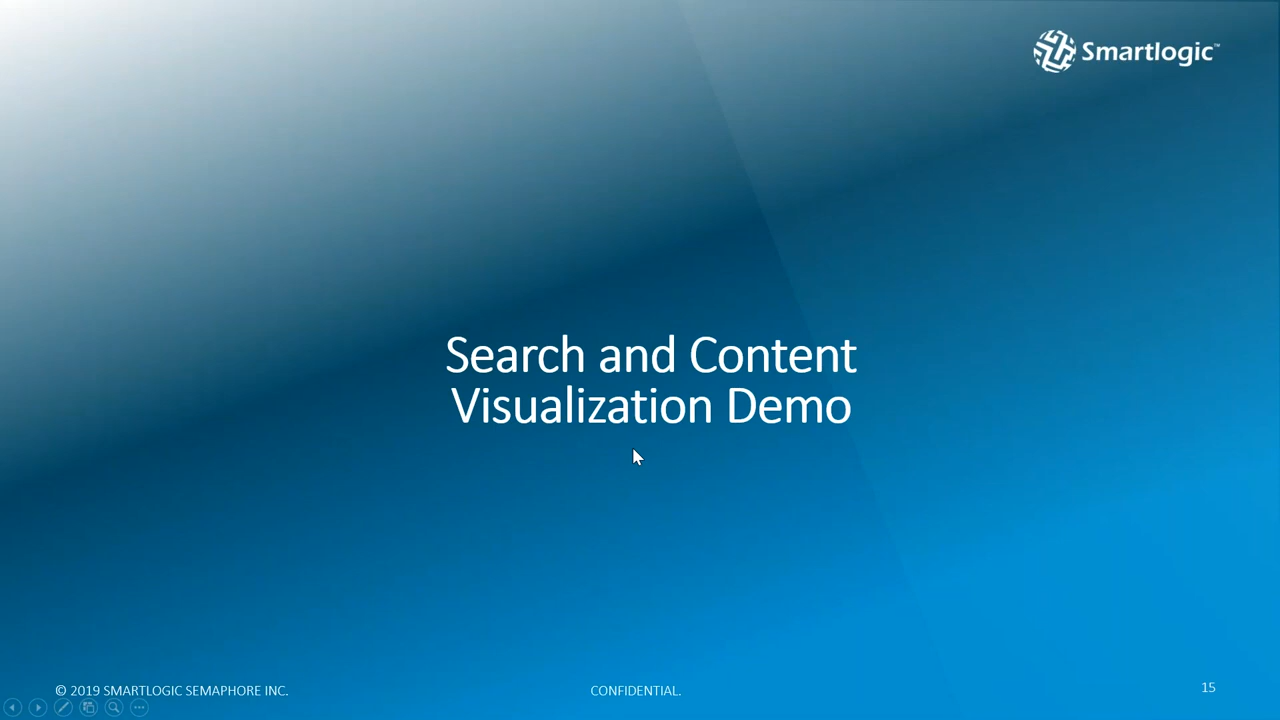 Smartlogic™
Search and Content
Visualization Demo
© 2019 SMARTLOGIC SEMAPHORE INC.
CONFIDENTIAL.
15